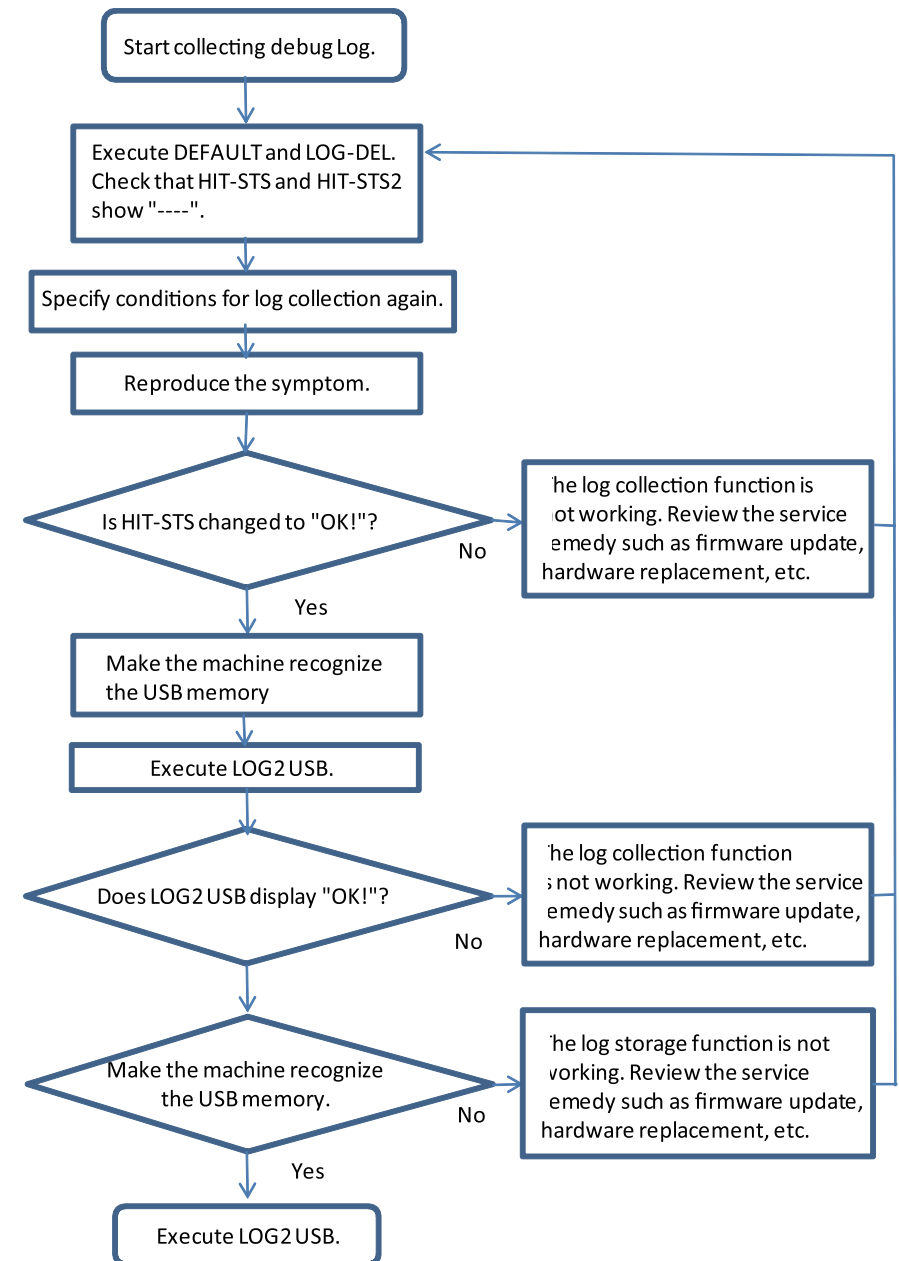 Start collecting debug Log.
Execute DEFAULT and LOG-DEL.
Check that HIT-STS and HIT-STS2
show "----".
Specify conditions for log collection again.
Reproduce the symptom.
Is HIT-STS changed to "OK!"?
No
he log collection function is
ot working. Review the service
emedy such as firmware update,
hardware replacement, etc.
Yes
Make the machine recognize
the USB memory
Execute LOG2 USB.
Does LOG2 USB display "OK!"?
No
he log collection function
s not working. Review the service
emedy such as firmware update,
hardware replacement, etc.
Make the machine recognize
the USB memory.
No
he log storage function is not
vorking. Review the service
emedy such as firmware update,
hardware replacement, etc.
Yes
Execute LOG2 USB.